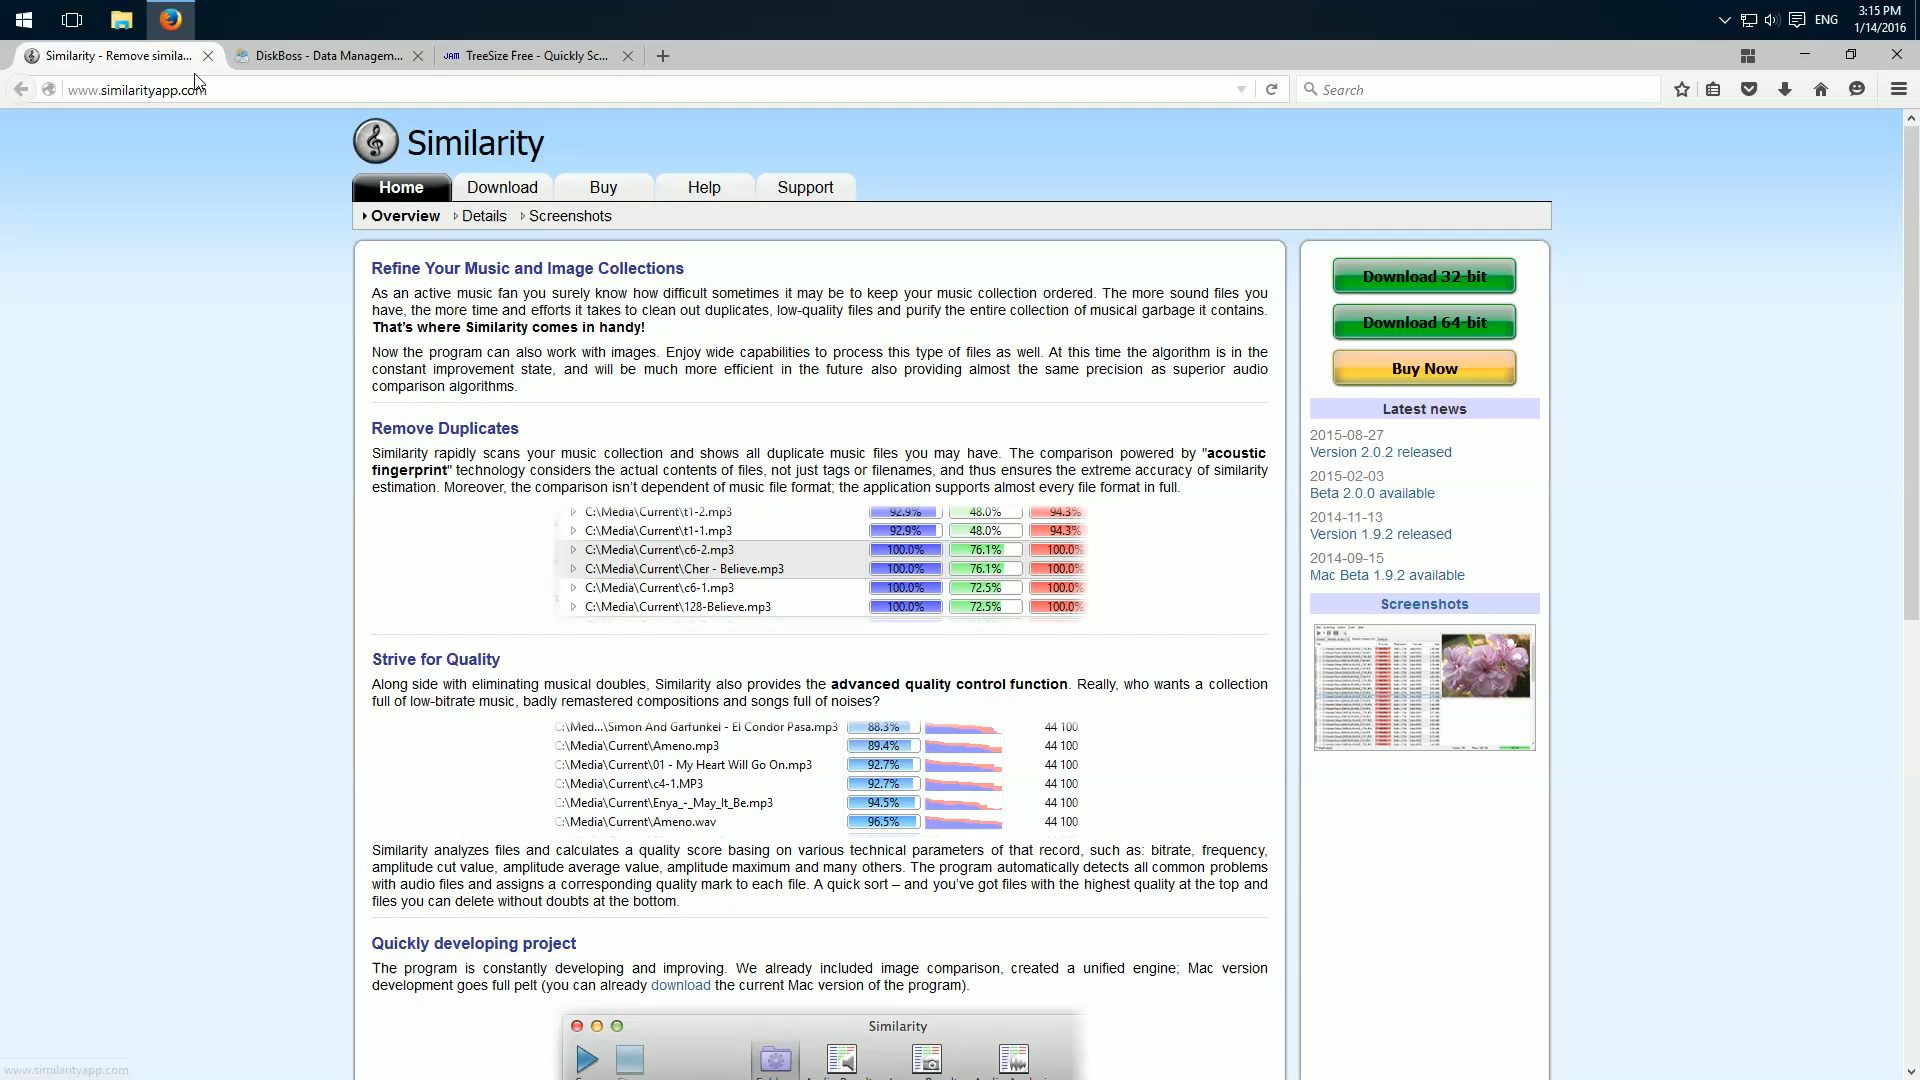 3:15 PM
ENG
1/14/2016
Similarity - Remove simila...
DiskBoss - Data Managem...
JAM TreeSize Free - Quickly Sc...
www.similarityapp.com
Search
Similarity
Home
Download
Buy
Help
Support
Overview
Details
Screenshots
Refine Your Music and Image Collections
As an active music fan you surely know how difficult sometimes it may be to keep your music collection ordered. The more sound files you
have, the more time and efforts it takes to clean out duplicates, low-quality files and purify the entire collection of musical garbage it contains.
That's where Similarity comes in handy!
Now the program can also work with images. Enjoy wide capabilities to process this type of files as well. At this time the algorithm is in the
constant improvement state, and will be much more efficient in the future also providing almost the same precision as superior audio
comparison algorithms.
Remove Duplicates
Similarity rapidly scans your music collection and shows all duplicate music files you may have. The comparison powered by "acoustic
fingerprint" technology considers the actual contents of files, not just tags or filenames, and thus ensures the extreme accuracy of similarity
estimation. Moreover, the comparison isn't dependent of music file format; the application supports almost every file format in full.
C:\Media\Current\t1-2.mp3 92.9% 48.0% 94.3%
C:\Media\Current\t1-1.mp3 92.9% 48.0% 94.3%
C:\Media\Current\c6-2.mp3 100.0% 76.1% 100.0%
C:\Media\Current\Cher - Believe.mp3 100.0% 76.1% 100.0%
C:\Media\Current\c6-1.mp3 100.0% 72.5% 100.0%
C:\Media\Current\128-Believe.mp3 100.0% 72.5% 100.0%
Strive for Quality
Along side with eliminating musical doubles, Similarity also provides the advanced quality control function. Really, who wants a collection
full of low-bitrate music, badly remastered compositions and songs full of noises?
C:\Med...\Simon And Garfunkel - El Condor Pasa.mp3 88.3% 44 100
C:\Media\Current\Ameno.mp3 89.4% 44 100
C:\Media\Current\01 - My Heart Will Go On.mp3 92.7% 44 100
C:\Media\Current\c4-1.MP3 92.7% 44 100
C:\Media\Current\Enya_-_May_It_Be.mp3 94.5% 44 100
C:\Media\Current\Ameno.wav 96.5% 44 100
Similarity analyzes files and calculates a quality score basing on various technical parameters of that record, such as: bitrate, frequency,
amplitude cut value, amplitude average value, amplitude maximum and many others. The program automatically detects all common problems
with audio files and assigns a corresponding quality mark to each file. A quick sort – and you've got files with the highest quality at the top and
files you can delete without doubts at the bottom.
Quickly developing project
The program is constantly developing and improving. We already included image comparison, created a unified engine; Mac version
development goes full pelt (you can already download the current Mac version of the program).
Similarity
Download 32-bit
Download 64-bit
Buy Now
Latest news
2015-08-27
Version 2.0.2 released
2015-02-03
Beta 2.0.0 available
2014-11-13
Version 1.9.2 released
2014-09-15
Mac Beta 1.9.2 available
Screenshots
www.similarityapp.com